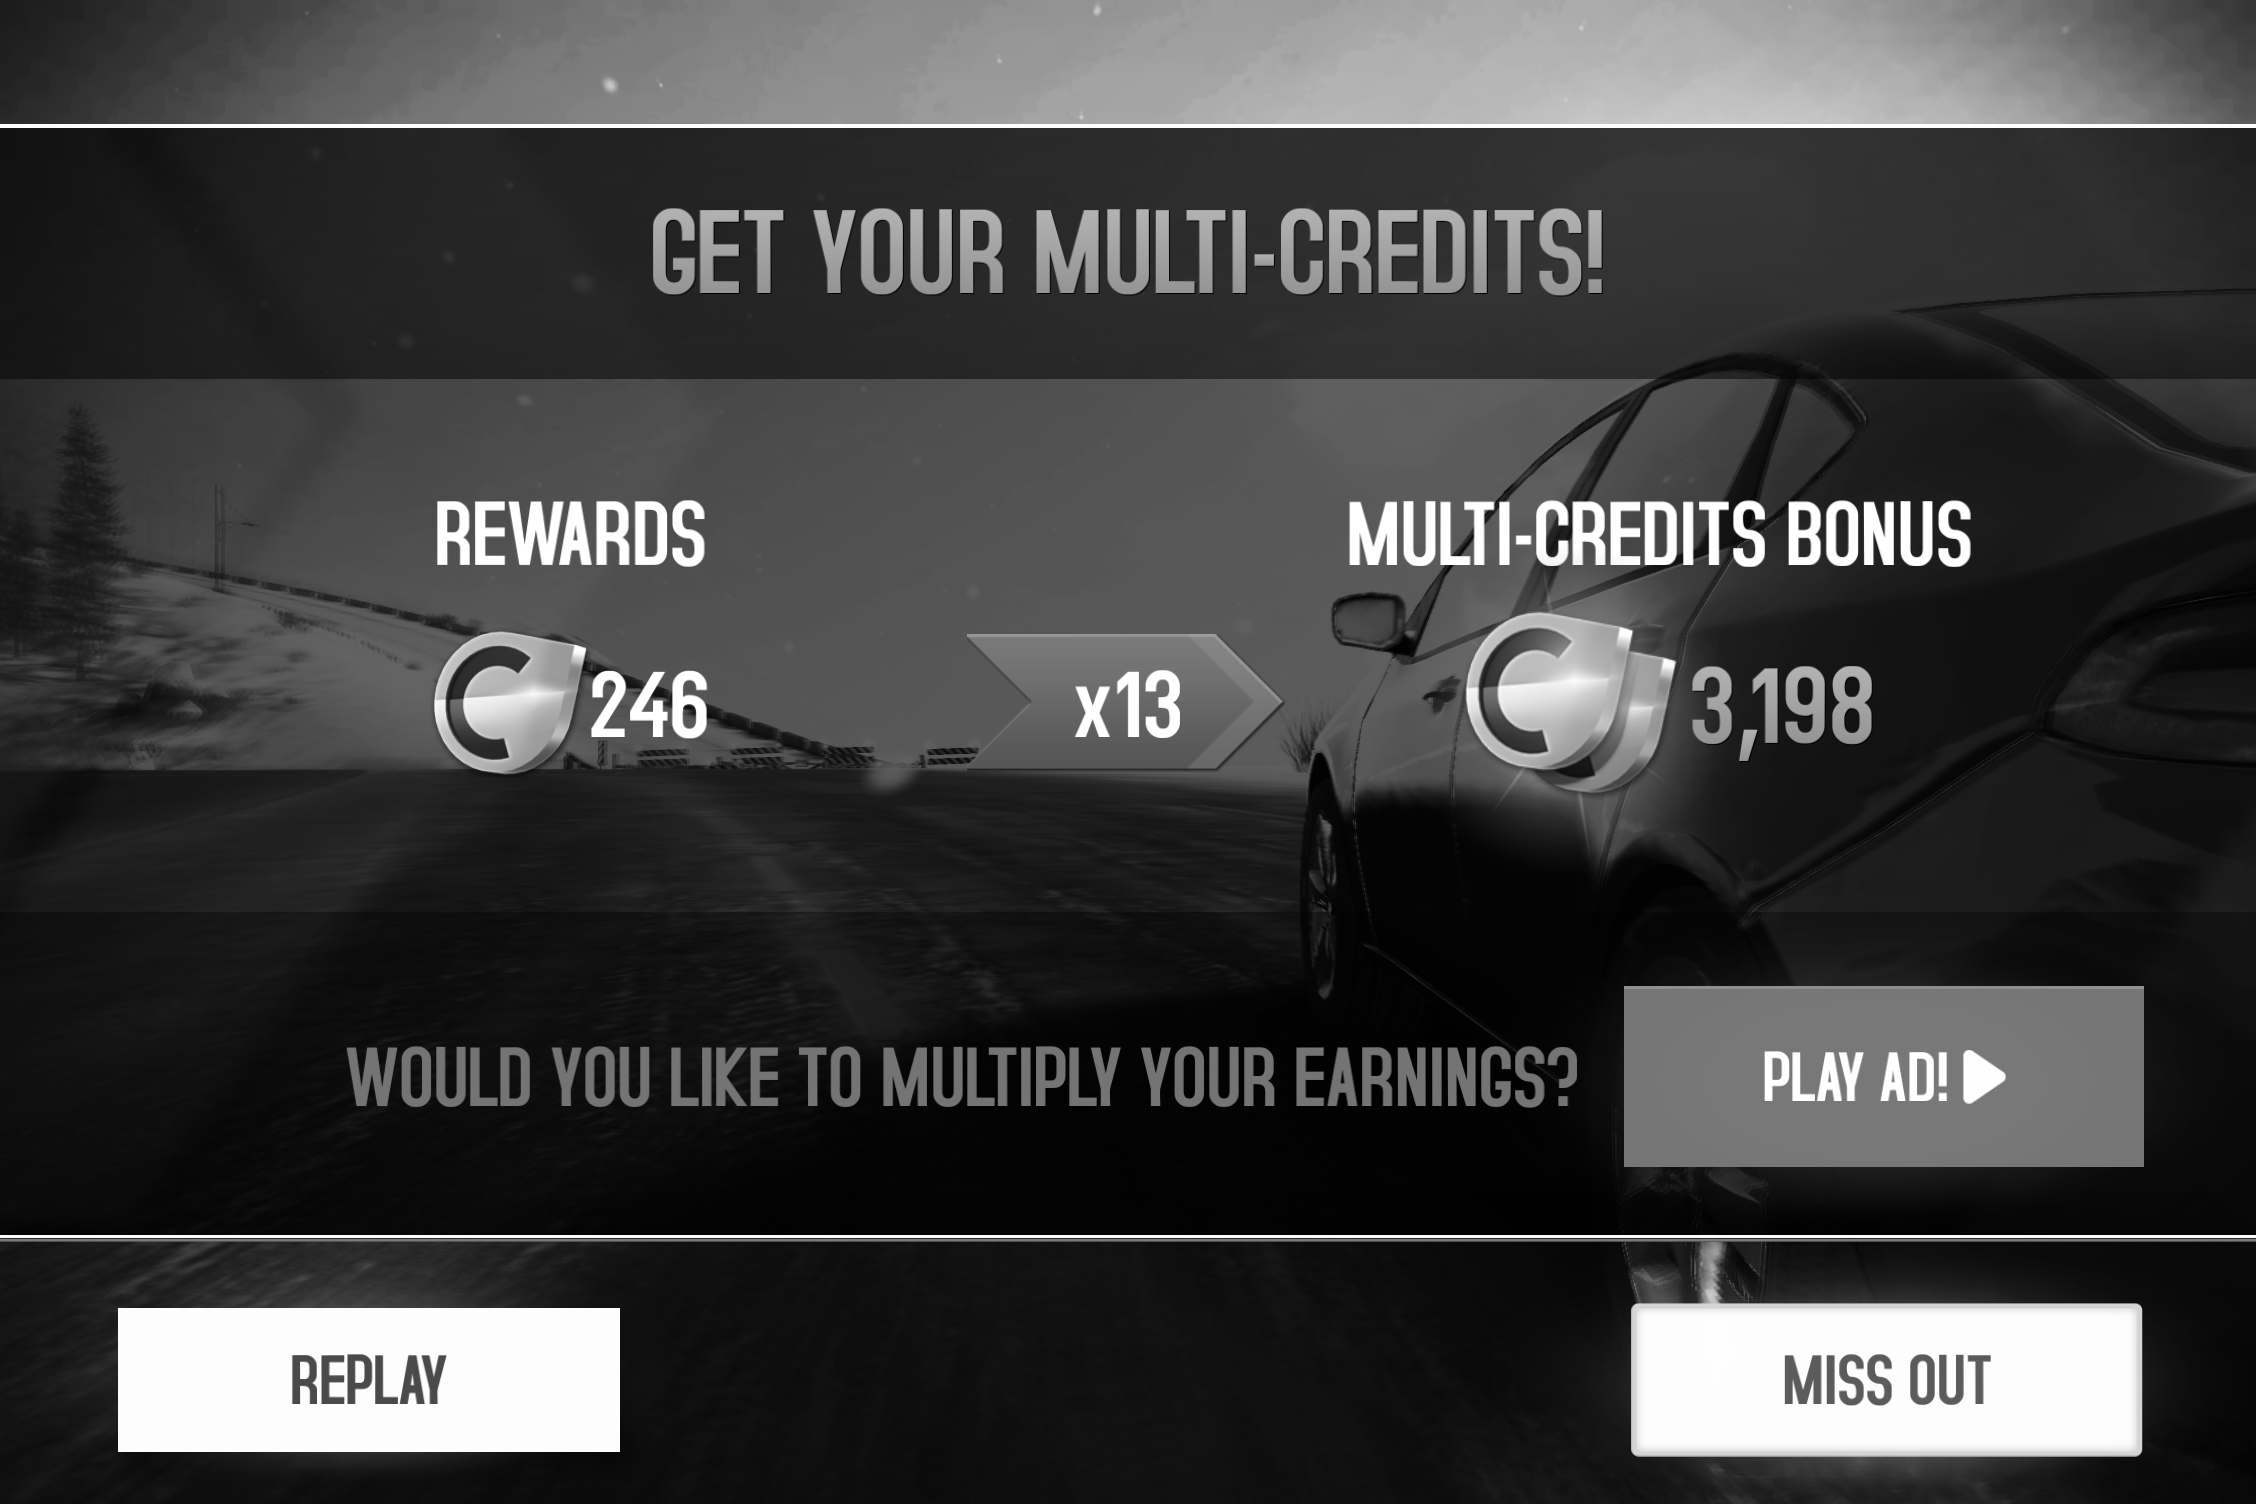 GET YOUR MULTI-CREDITS!
REWARDS
MULTI-CREDITS BONUS
246
x13
3,198
WOULD YOU LIKE TO MULTIPLY YOUR EARNINGS?
PLAY AD!
REPLAY
MISS OUT